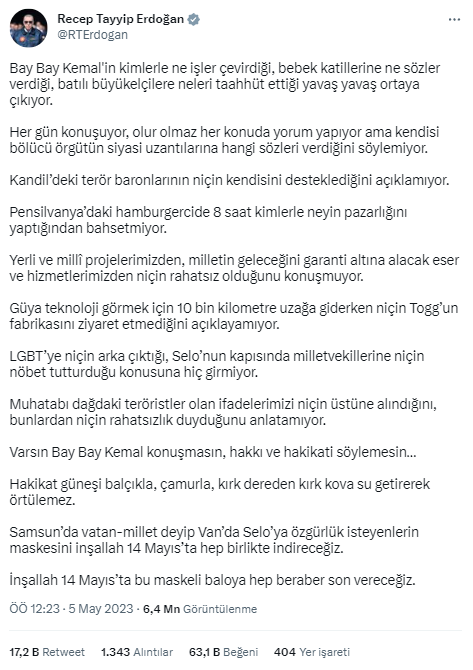 Recep Tayyip Erdoğan
@RTErdogan
Bay Bay Kemal'in kimlerle ne işler çevirdiği, bebek katillerine ne sözler
verdiği, batılı büyükelçilere neleri taahhüt ettiği yavaş yavaş ortaya
çıkıyor.
Her gün konuşuyor, olur olmaz her konuda yorum yapıyor ama kendisi
bölücü örgütün siyasi uzantılarına hangi sözleri verdiğini söylemiyor.
Kandil'deki terör baronlarının niçin kendisini desteklediğini açıklamıyor.
Pensilvanya'daki hamburgercide 8 saat kimlerle neyin pazarlığını
yaptığından bahsetmiyor.
Yerli ve millî projelerimizden, milletin geleceğini garanti altına alacak eser
ve hizmetlerimizden niçin rahatsız olduğunu konuşmuyor.
Güya teknoloji görmek için 10 bin kilometre uzağa giderken niçin Togg'un
fabrikasını ziyaret etmediğini açıklayamıyor.
LGBT'ye niçin arka çıktığı, Selo'nun kapısında milletvekillerine niçin
nöbet tutturduğu konusuna hiç girmiyor.
Muhatabı dağdaki teröristler olan ifadelerimizi niçin üstüne alındığını,
bunlardan niçin rahatsızlık duyduğunu anlatamıyor.
Varsın Bay Bay Kemal konuşmasın, hakkı ve hakikati söylemesin...
Hakikat güneşi balçıkla, çamurla, kırk dereden kırk kova su getirerek
örtülemez.
Samsun'da vatan-millet deyip Van'da Selo'ya özgürlük isteyenlerin
maskesini inşallah 14 Mayıs'ta hep birlikte indireceğiz.
İnşallah 14 Mayıs'ta bu maskeli baloya hep beraber son vereceğiz.
ÖÖ 12:23 · 5 May 2023 · 6,4 Mn Görüntülenme
17,2 B Retweet 1.343 Alıntılar 63,1 B Beğeni 404 Yer işareti